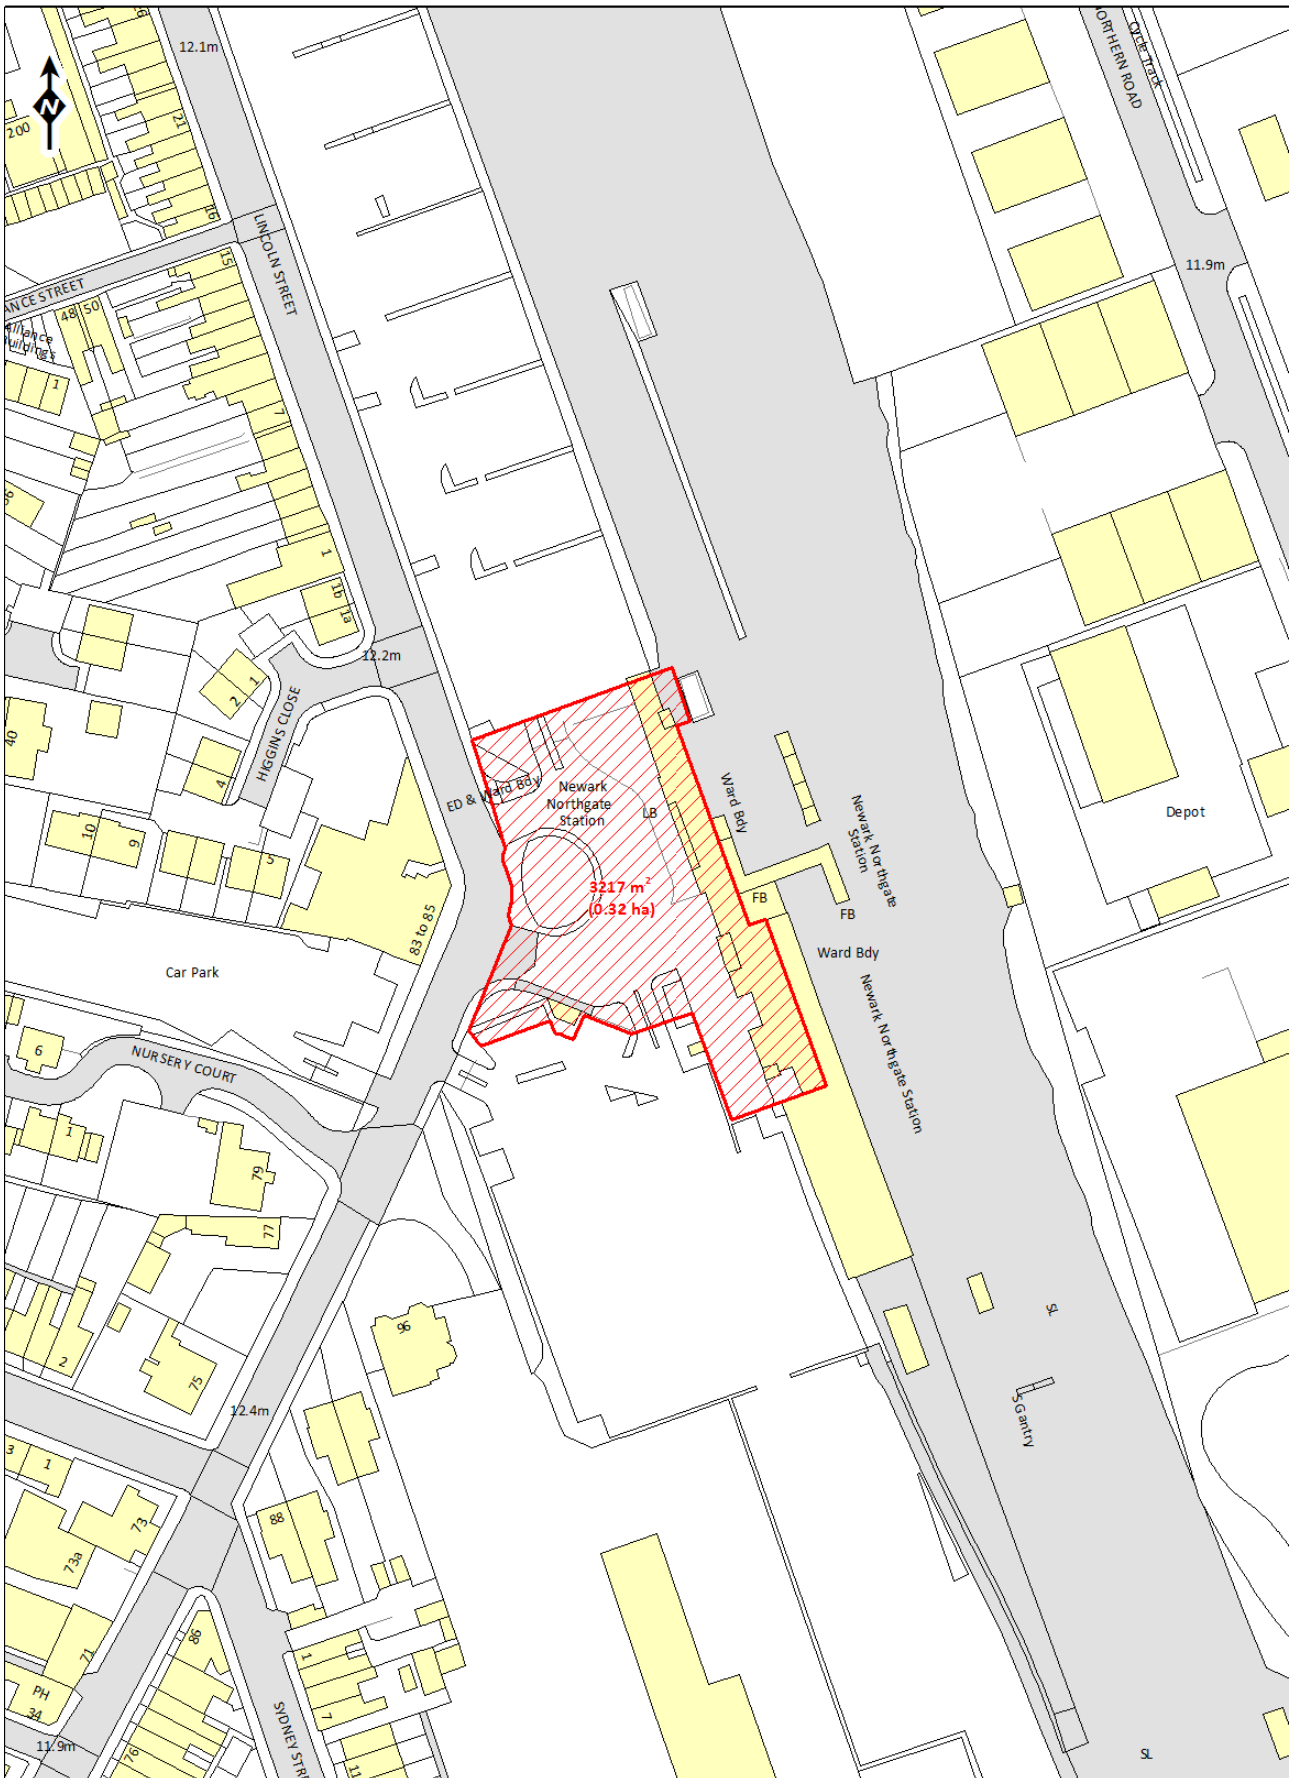 26
12.1m
NORTHERN ROAD
Cycle Track
N
200
21
16
LINCOLN STREET
15
11.9m
ANCE STREET
48
50
Alliance
Buildings
1
7
1
1b
1a
12.2m
1
2
HIGGINS CLOSE
40
4
ED & Ward Bdy
Newark
Northgate
Station
LB
Ward Bdy
Newark Northgate
Station
Depot
10
9
5
3217 m²
(0.32 ha)
FB
FB
83 to 85
Ward Bdy
Car Park
Newark Northgate Station
6
NURSERY COURT
1
79
77
96
SL
2
75
12.4m
S Gantry
3
1
88
73
73a
86
71
1
PH
34
SYDNEY STRE
7
11.9m
76
11
SL